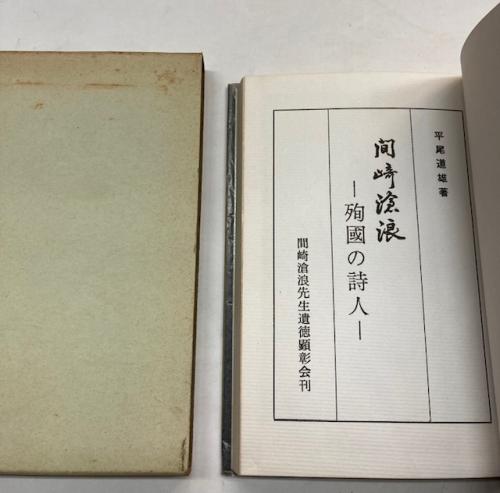 平尾道雄著
間崎滄浪
―殉國の詩人―
間崎滄浪先生遺徳顕彰会刊